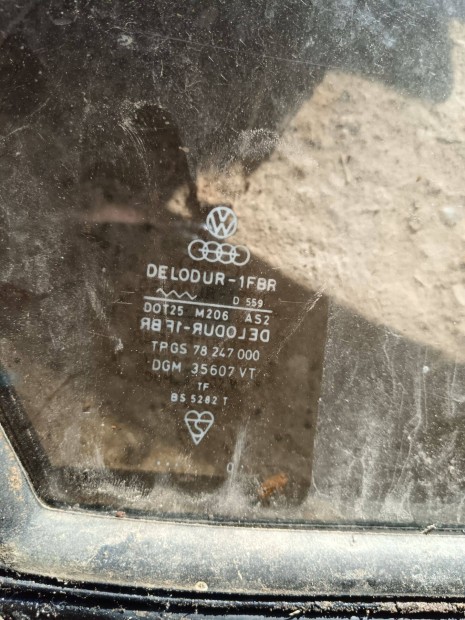 DELODUR-1FBR
D 559
DOT25 M206 AS2
DELODUR-1FBR
TPGS 78 247 000
DGM 35607 VT
TF
BS 5282 T